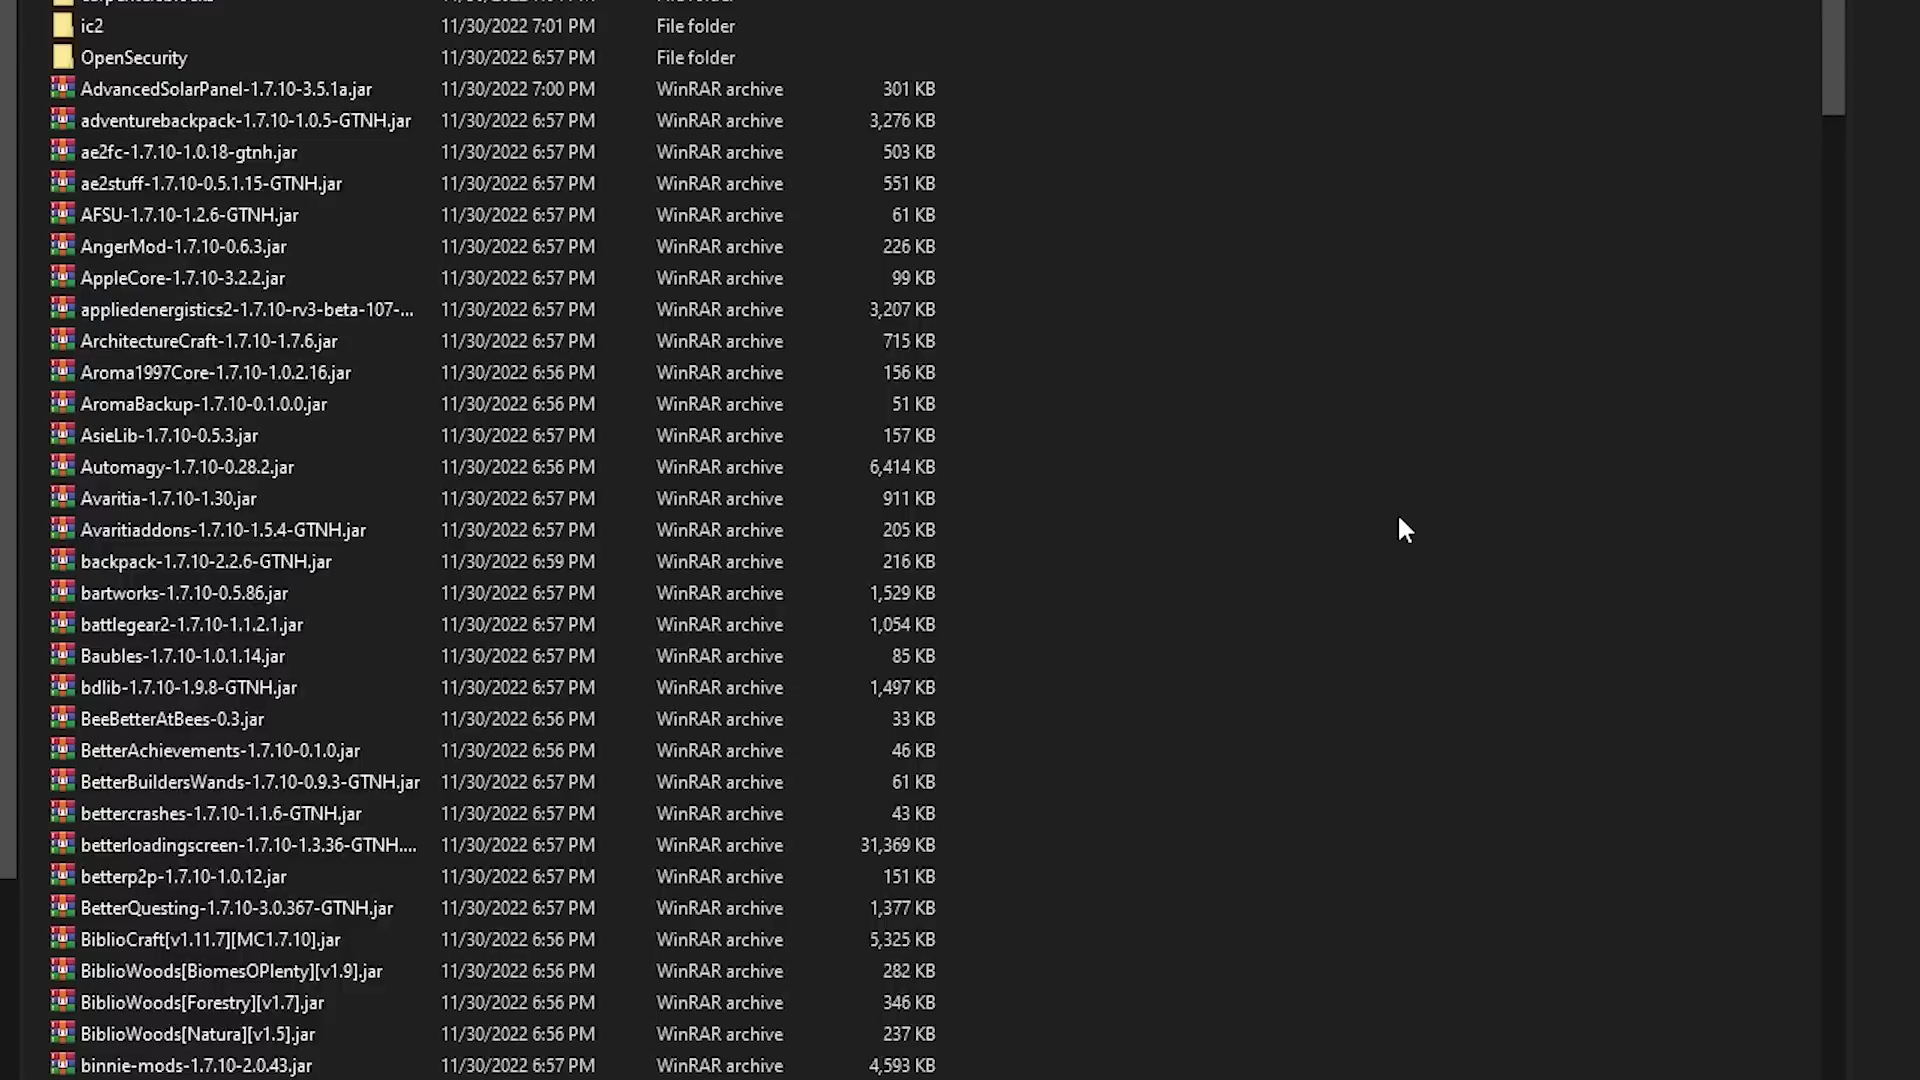 ic2 11/30/2022 7:01 PM File folder
OpenSecurity 11/30/2022 6:57 PM File folder
AdvancedSolarPanel-1.7.10-3.5.1a.jar 11/30/2022 7:00 PM WinRAR archive 301 KB
adventurebackpack-1.7.10-1.0.5-GTNH.jar 11/30/2022 6:57 PM WinRAR archive 3,276 KB
ae2fc-1.7.10-1.0.18-gtnh.jar 11/30/2022 6:57 PM WinRAR archive 503 KB
ae2stuff-1.7.10-0.5.1.15-GTNH.jar 11/30/2022 6:57 PM WinRAR archive 551 KB
AFSU-1.7.10-1.2.6-GTNH.jar 11/30/2022 6:57 PM WinRAR archive 61 KB
AngerMod-1.7.10-0.6.3.jar 11/30/2022 6:57 PM WinRAR archive 226 KB
AppleCore-1.7.10-3.2.2.jar 11/30/2022 6:57 PM WinRAR archive 99 KB
appliedenergistics2-1.7.10-rv3-beta-107-... 11/30/2022 6:57 PM WinRAR archive 3,207 KB
ArchitectureCraft-1.7.10-1.7.6.jar 11/30/2022 6:57 PM WinRAR archive 715 KB
Aroma1997Core-1.7.10-1.0.2.16.jar 11/30/2022 6:56 PM WinRAR archive 156 KB
AromaBackup-1.7.10-0.1.0.0.jar 11/30/2022 6:56 PM WinRAR archive 51 KB
AsieLib-1.7.10-0.5.3.jar 11/30/2022 6:57 PM WinRAR archive 157 KB
Automagy-1.7.10-0.28.2.jar 11/30/2022 6:56 PM WinRAR archive 6,414 KB
Avaritia-1.7.10-1.30.jar 11/30/2022 6:57 PM WinRAR archive 911 KB
Avaritiaddons-1.7.10-1.5.4-GTNH.jar 11/30/2022 6:57 PM WinRAR archive 205 KB
backpack-1.7.10-2.2.6-GTNH.jar 11/30/2022 6:59 PM WinRAR archive 216 KB
bartworks-1.7.10-0.5.86.jar 11/30/2022 6:57 PM WinRAR archive 1,529 KB
battlegear2-1.7.10-1.1.2.1.jar 11/30/2022 6:57 PM WinRAR archive 1,054 KB
Baubles-1.7.10-1.0.1.14.jar 11/30/2022 6:57 PM WinRAR archive 85 KB
bdlib-1.7.10-1.9.8-GTNH.jar 11/30/2022 6:57 PM WinRAR archive 1,497 KB
BeeBetterAtBees-0.3.jar 11/30/2022 6:56 PM WinRAR archive 33 KB
BetterAchievements-1.7.10-0.1.0.jar 11/30/2022 6:56 PM WinRAR archive 46 KB
BetterBuildersWands-1.7.10-0.9.3-GTNH.jar 11/30/2022 6:57 PM WinRAR archive 61 KB
bettercrashes-1.7.10-1.1.6-GTNH.jar 11/30/2022 6:57 PM WinRAR archive 43 KB
betterloadingscreen-1.7.10-1.3.36-GTNH.... 11/30/2022 6:57 PM WinRAR archive 31,369 KB
betterp2p-1.7.10-1.0.12.jar 11/30/2022 6:57 PM WinRAR archive 151 KB
BetterQuesting-1.7.10-3.0.367-GTNH.jar 11/30/2022 6:57 PM WinRAR archive 1,377 KB
BiblioCraft[v1.11.7][MC1.7.10].jar 11/30/2022 6:56 PM WinRAR archive 5,325 KB
BiblioWoods[BiomesOPlenty][v1.9].jar 11/30/2022 6:56 PM WinRAR archive 282 KB
BiblioWoods[Forestry][v1.7].jar 11/30/2022 6:56 PM WinRAR archive 346 KB
BiblioWoods[Natura][v1.5].jar 11/30/2022 6:56 PM WinRAR archive 237 KB
binnie-mods-1.7.10-2.0.43.jar 11/30/2022 6:57 PM WinRAR archive 4,593 KB